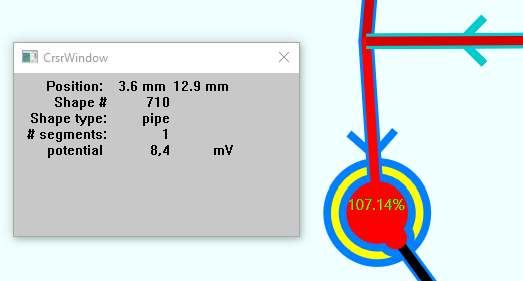 CrsrWindow
Position: 3.6 mm 12.9 mm
Shape # 710
Shape type: pipe
# segments: 1
potential 8,4 mV
107.14%